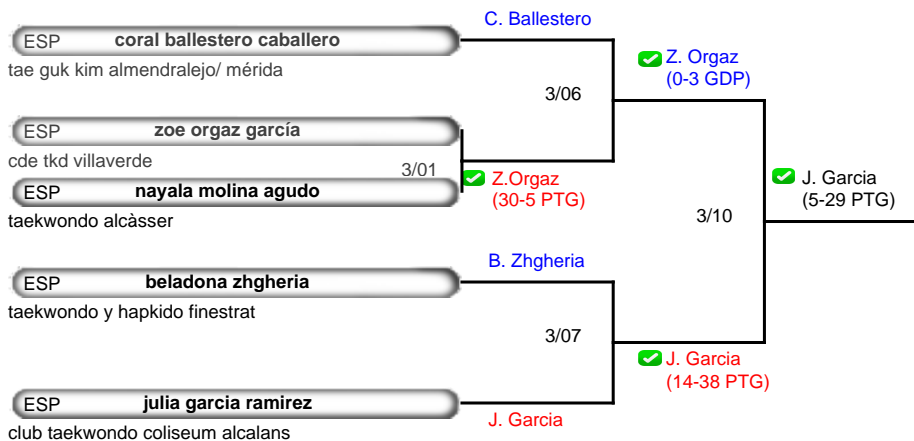 C. Ballestero
ESP coral ballestero caballero
tae guk kim almendralejo/ mérida
3/06
Z. Orgaz
(0-3 GDP)
ESP zoe orgaz garcía
cde tkd villaverde
3/01
Z.Orgaz
(30-5 PTG)
ESP nayala molina agudo
taekwondo alcàsser
3/10
J. Garcia
(5-29 PTG)
B. Zhgheria
ESP beladona zhgheria
taekwondo y hapkido finestrat
3/07
J. Garcia
(14-38 PTG)
ESP julia garcia ramirez
J. Garcia
club taekwondo coliseum alcalans